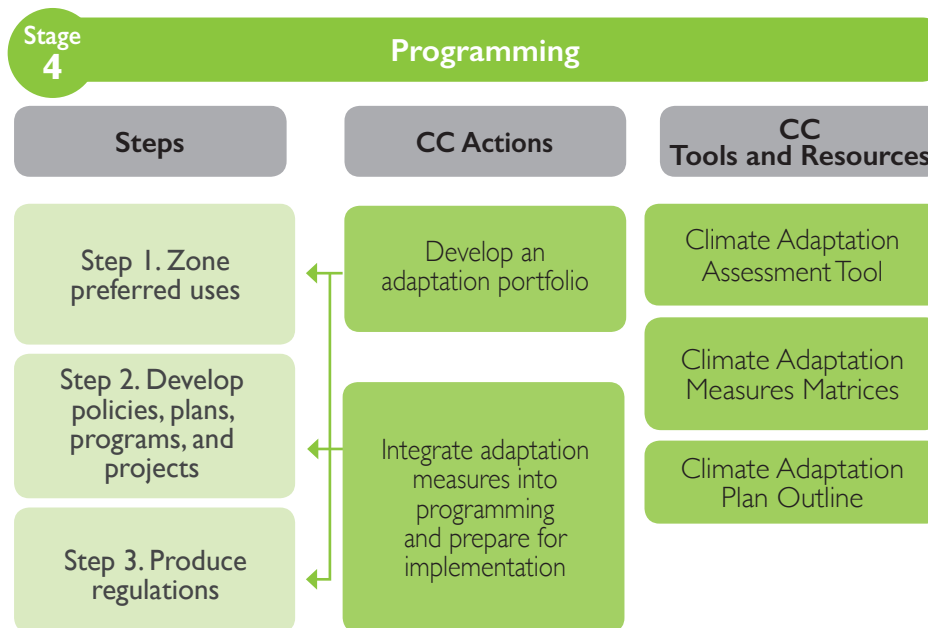 Stage
4
Programming
Steps
CC Actions
CC
Tools and Resources
Step 1. Zone
preferred uses
Step 2. Develop
policies, plans,
programs, and
projects
Step 3. Produce
regulations
Develop an
adaptation portfolio
Integrate adaptation
measures into
programming
and prepare for
implementation
Climate Adaptation
Assessment Tool
Climate Adaptation
Measures Matrices
Climate Adaptation
Plan Outline